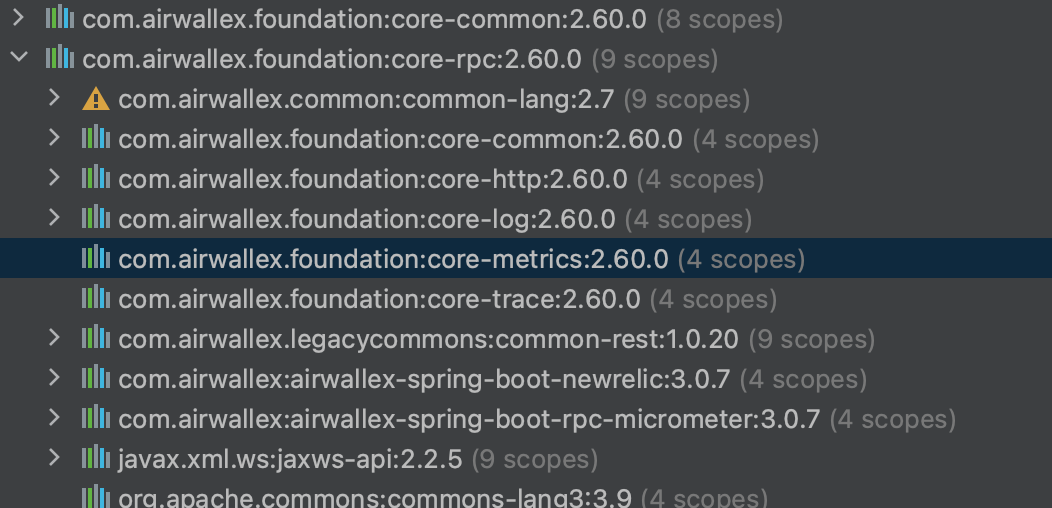 com.airwallex.foundation:core-common:2.60.0 (8 scopes)
com.airwallex.foundation:core-rpc:2.60.0 (9 scopes)
com.airwallex.common:common-lang:2.7 (9 scopes)
com.airwallex.foundation:core-common:2.60.0 (4 scopes)
com.airwallex.foundation:core-http:2.60.0 (4 scopes)
com.airwallex.foundation:core-log:2.60.0 (4 scopes)
com.airwallex.foundation:core-metrics:2.60.0 (4 scopes)
com.airwallex.foundation:core-trace:2.60.0 (4 scopes)
com.airwallex.legacycommons:common-rest:1.0.20 (9 scopes)
com.airwallex:airwallex-spring-boot-newrelic:3.0.7 (4 scopes)
com.airwallex:airwallex-spring-boot-rpc-micrometer:3.0.7 (4 scopes)
javax.xml.ws:jaxws-api:2.2.5 (9 scopes)
org.apache.commons:commons-lang3:3.9 (4 scopes)